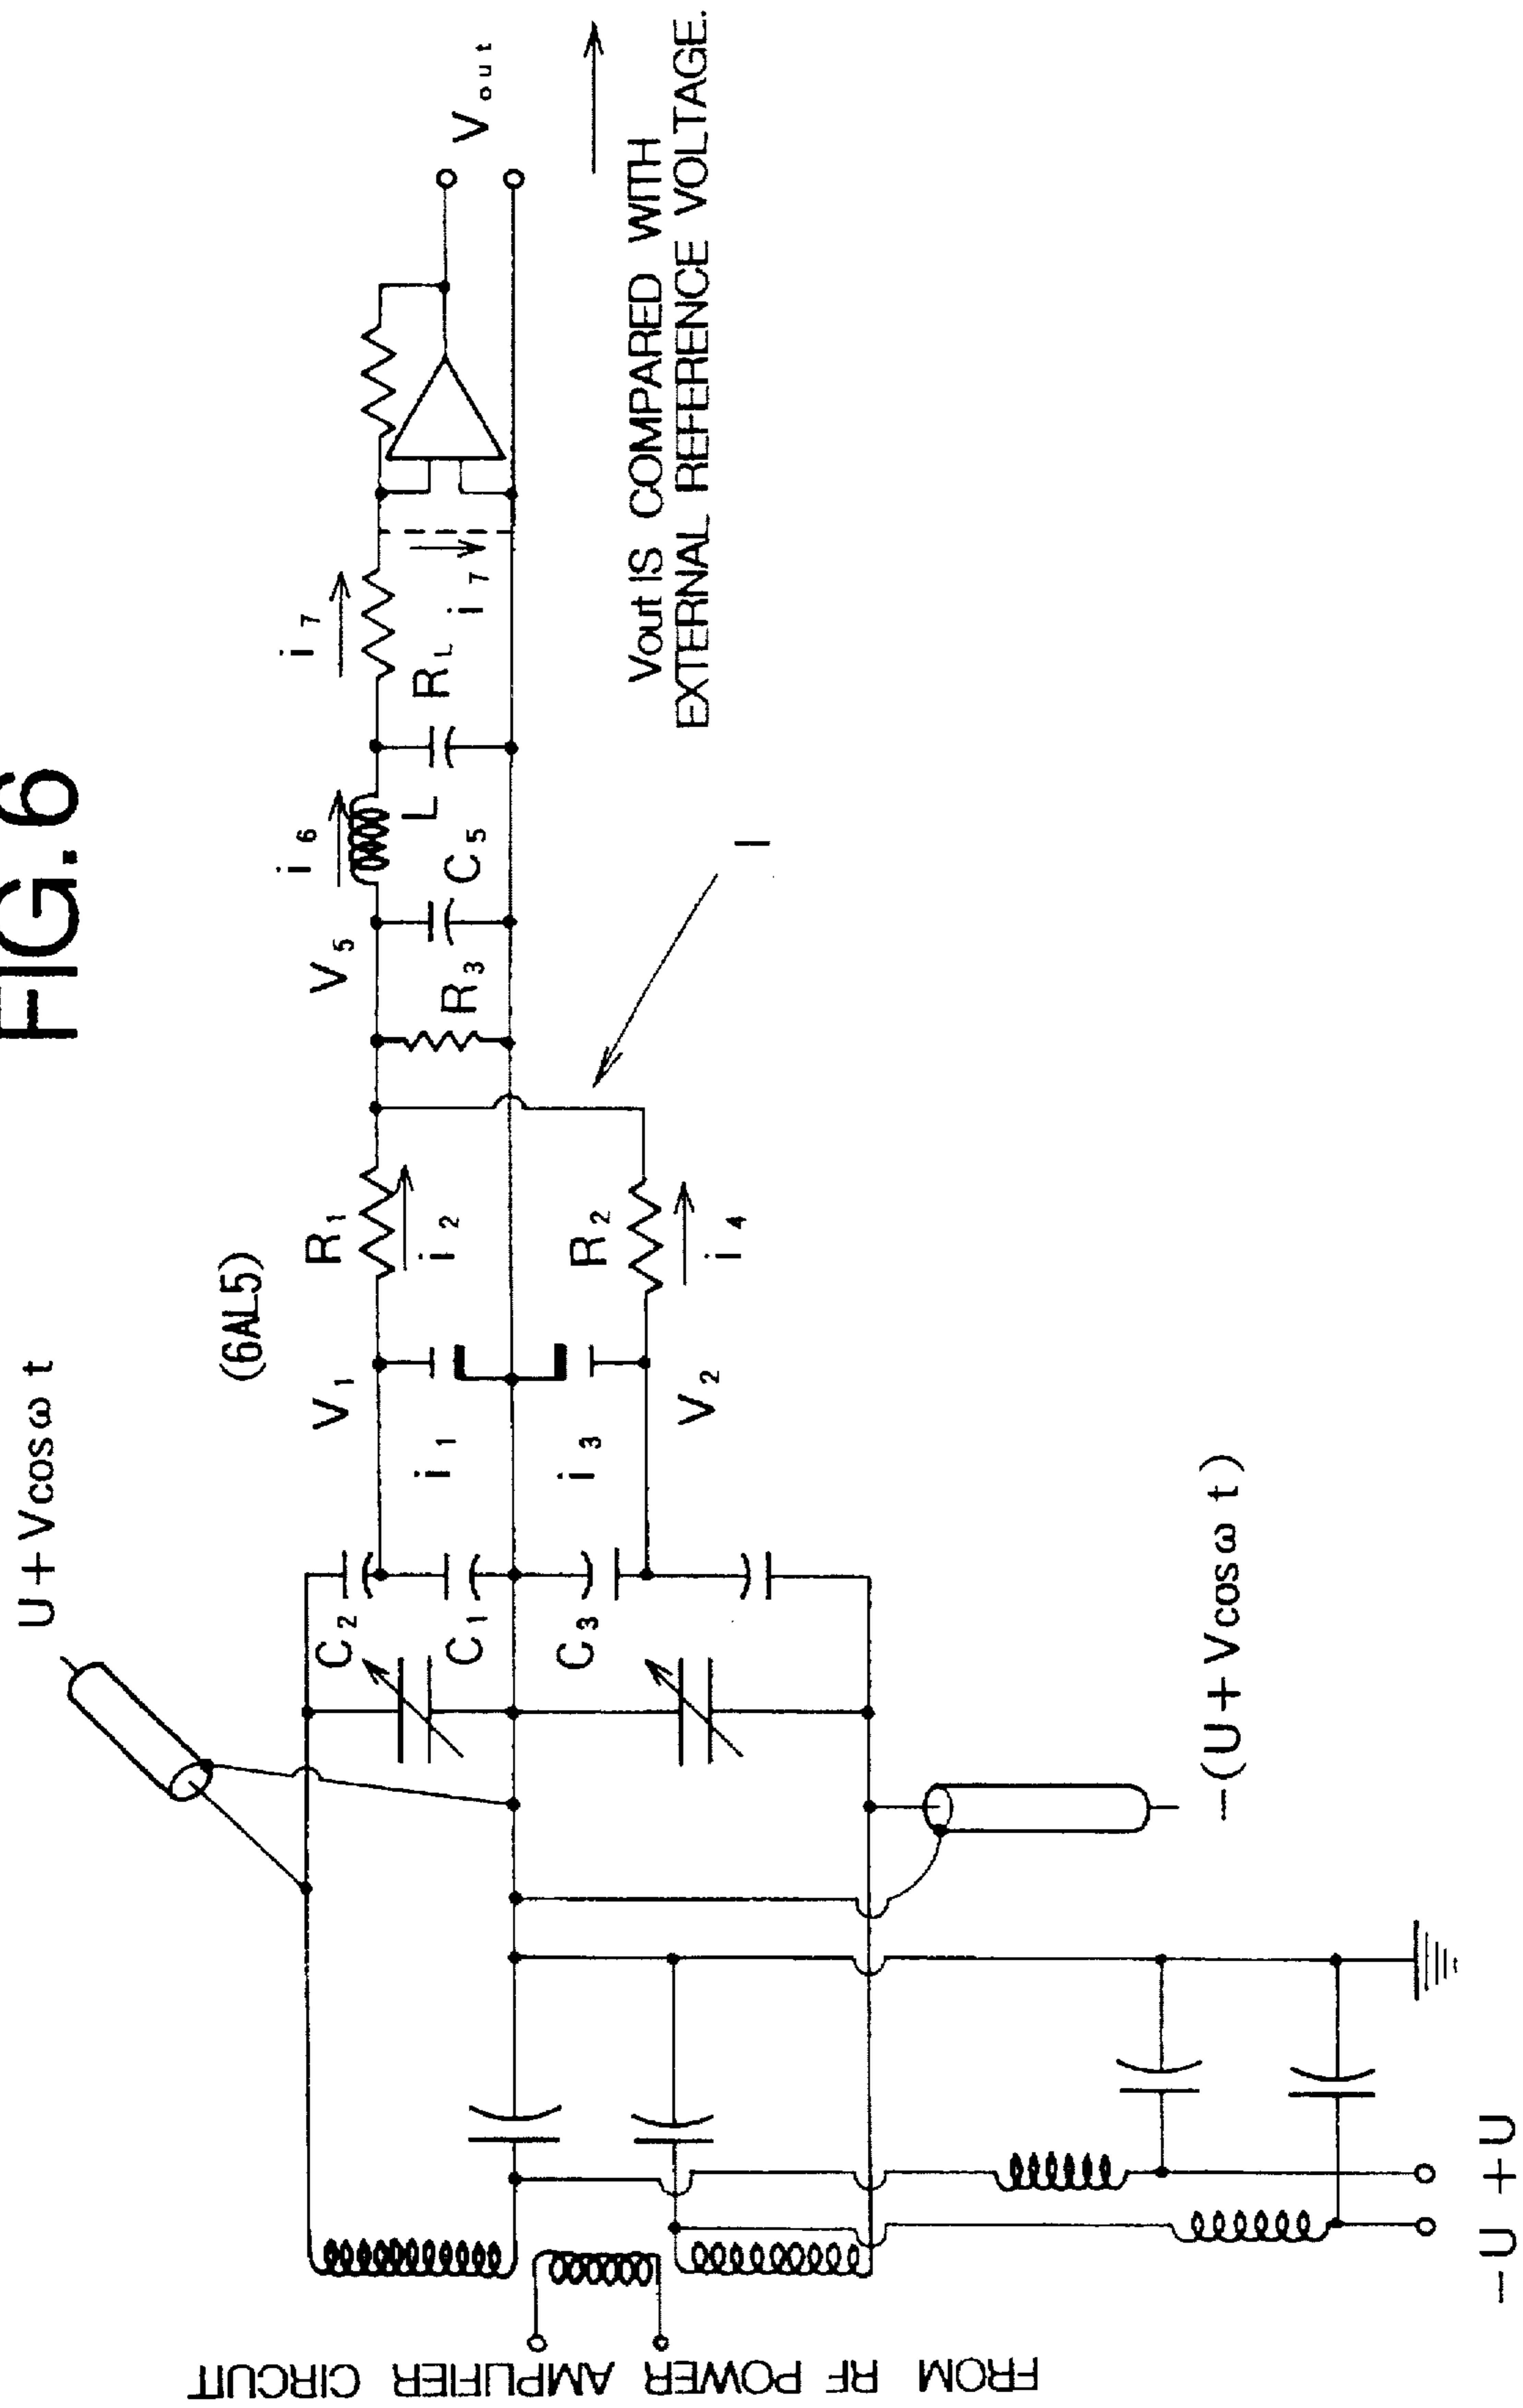 FIG. 6
U+Vcosωt
(6AL5)
V1
R1
i2
i1
V5
R3
i6
L
C5
i7
RL
i7
Vout
C2
C1
C3
i3
V2
R2
i4
1
Vout IS COMPARED WITH
EXTERNAL REFERENCE VOLTAGE.
-(U+Vcosωt)
FROM RF POWER AMPLIFIER CIRCUIT
-U
+U